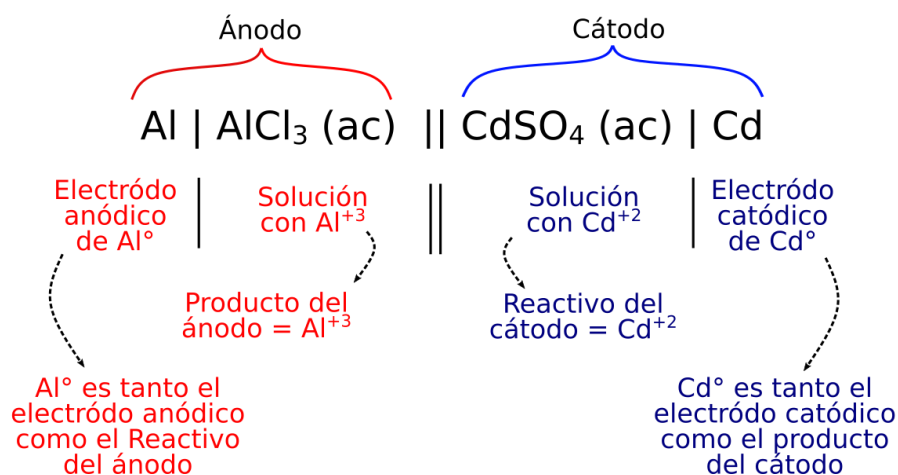 Ánodo
Cátodo
Al | AlCl₃ (ac) || CdSO₄ (ac) | Cd
Electródo
anódico
de Al°
Solución
con Al⁺³
Solución
con Cd⁺²
Electródo
catódico
de Cd°
Producto del
ánodo = Al⁺³
Reactivo del
cátodo = Cd⁺²
Al° es tanto el
electródo anódico
como el Reactivo
del ánodo
Cd° es tanto el
electródo catódico
como el producto
del cátodo